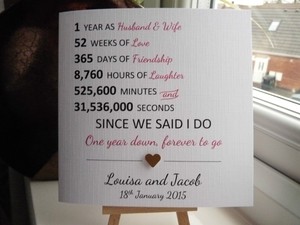 1 YEAR AS Husband & Wife
52 WEEKS OF Love
365 DAYS OF Friendship
8,760 HOURS OF Laughter
525,600 MINUTES and
31,536,000 SECONDS
SINCE WE SAID I DO
One year down, forever to go
Louisa and Jacob
18th January 2015